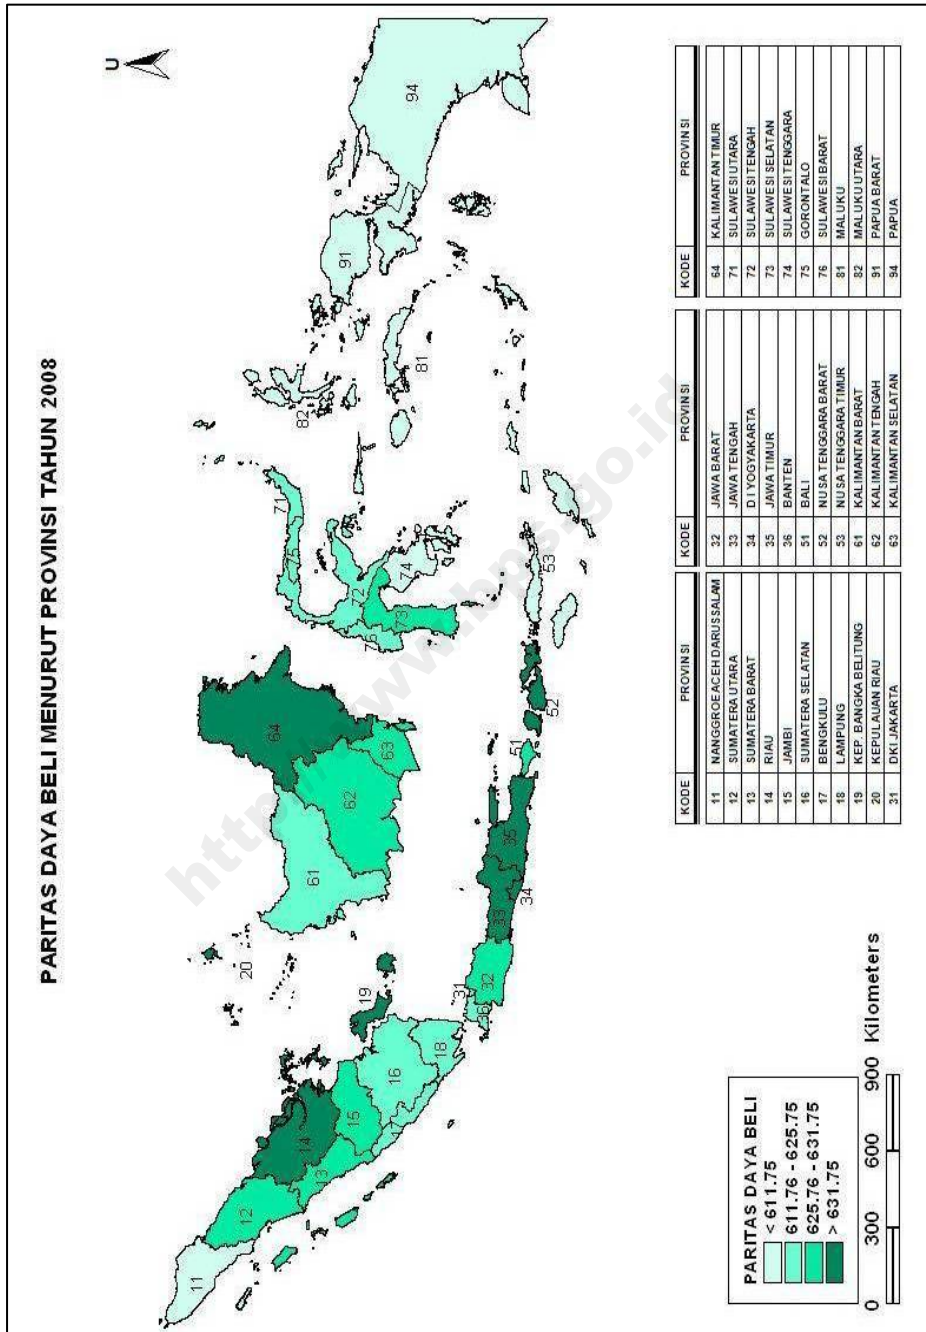 PARITAS DAYA BELI MENURUT PROVINSI TAHUN 2008
U
11
12
13
14
15
16
17
18
19
20
31
36
32
33
34
35
51
52
53
61
62
63
64
71
75
72
76
73
74
82
81
91
94
http://www.bps.go.id
PARITAS DAYA BELI
< 611.75
611.76 - 625.75
625.76 - 631.75
> 631.75
0 300 600 900 Kilometers
KODE PROVINSI
11 NANGGROE ACEH DARUSSALAM
12 SUMATERA UTARA
13 SUMATERA BARAT
14 RIAU
15 JAMBI
16 SUMATERA SELATAN
17 BENGKULU
18 LAMPUNG
19 KEP. BANGKA BELITUNG
20 KEPULAUAN RIAU
31 DKI JAKARTA
KODE PROVINSI
32 JAWA BARAT
33 JAWA TENGAH
34 D I YOGYAKARTA
35 JAWA TIMUR
36 BANTEN
51 BALI
52 NUSA TENGGARA BARAT
53 NUSA TENGGARA TIMUR
61 KALIMANTAN BARAT
62 KALIMANTAN TENGAH
63 KALIMANTAN SELATAN
KODE PROVINSI
64 KALIMANTAN TIMUR
71 SULAWESI UTARA
72 SULAWESI TENGAH
73 SULAWESI SELATAN
74 SULAWESI TENGGARA
75 GORONTALO
76 SULAWESI BARAT
81 MALUKU
82 MALUKU UTARA
91 PAPUA BARAT
94 PAPUA